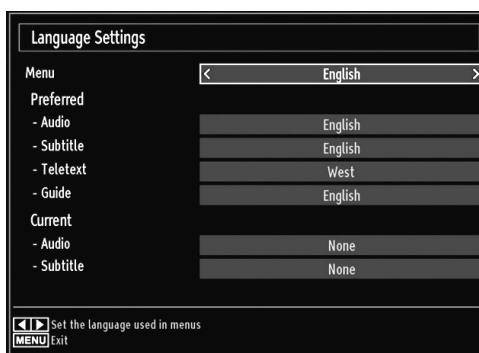 Language Settings
Menu < English >
Preferred
- Audio English
- Subtitle English
- Teletext West
- Guide English
Current
- Audio None
- Subtitle None
Set the language used in menus
MENU Exit